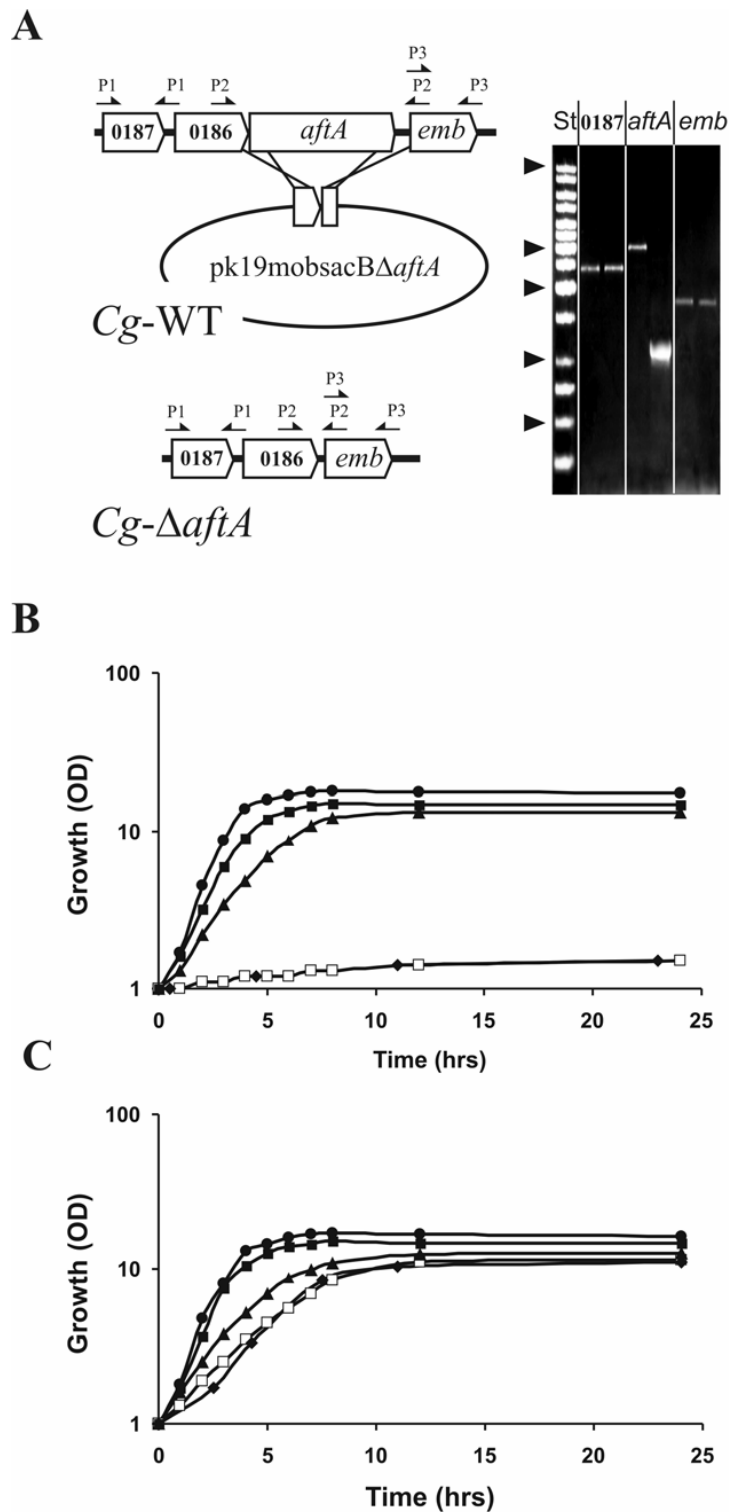 A
P1 P1 P2 P3
P2 P3
0187 0186 aftA emb
pk19mobsacBΔaftA
Cg-WT
P3
P1 P1 P2 P2 P3
0187 0186 emb
Cg-ΔaftA
St 0187 aftA emb
B
100
10
1
Growth (OD)
0 5 10 15 20 25
Time (hrs)
C
100
10
1
Growth (OD)
0 5 10 15 20 25
Time (hrs)